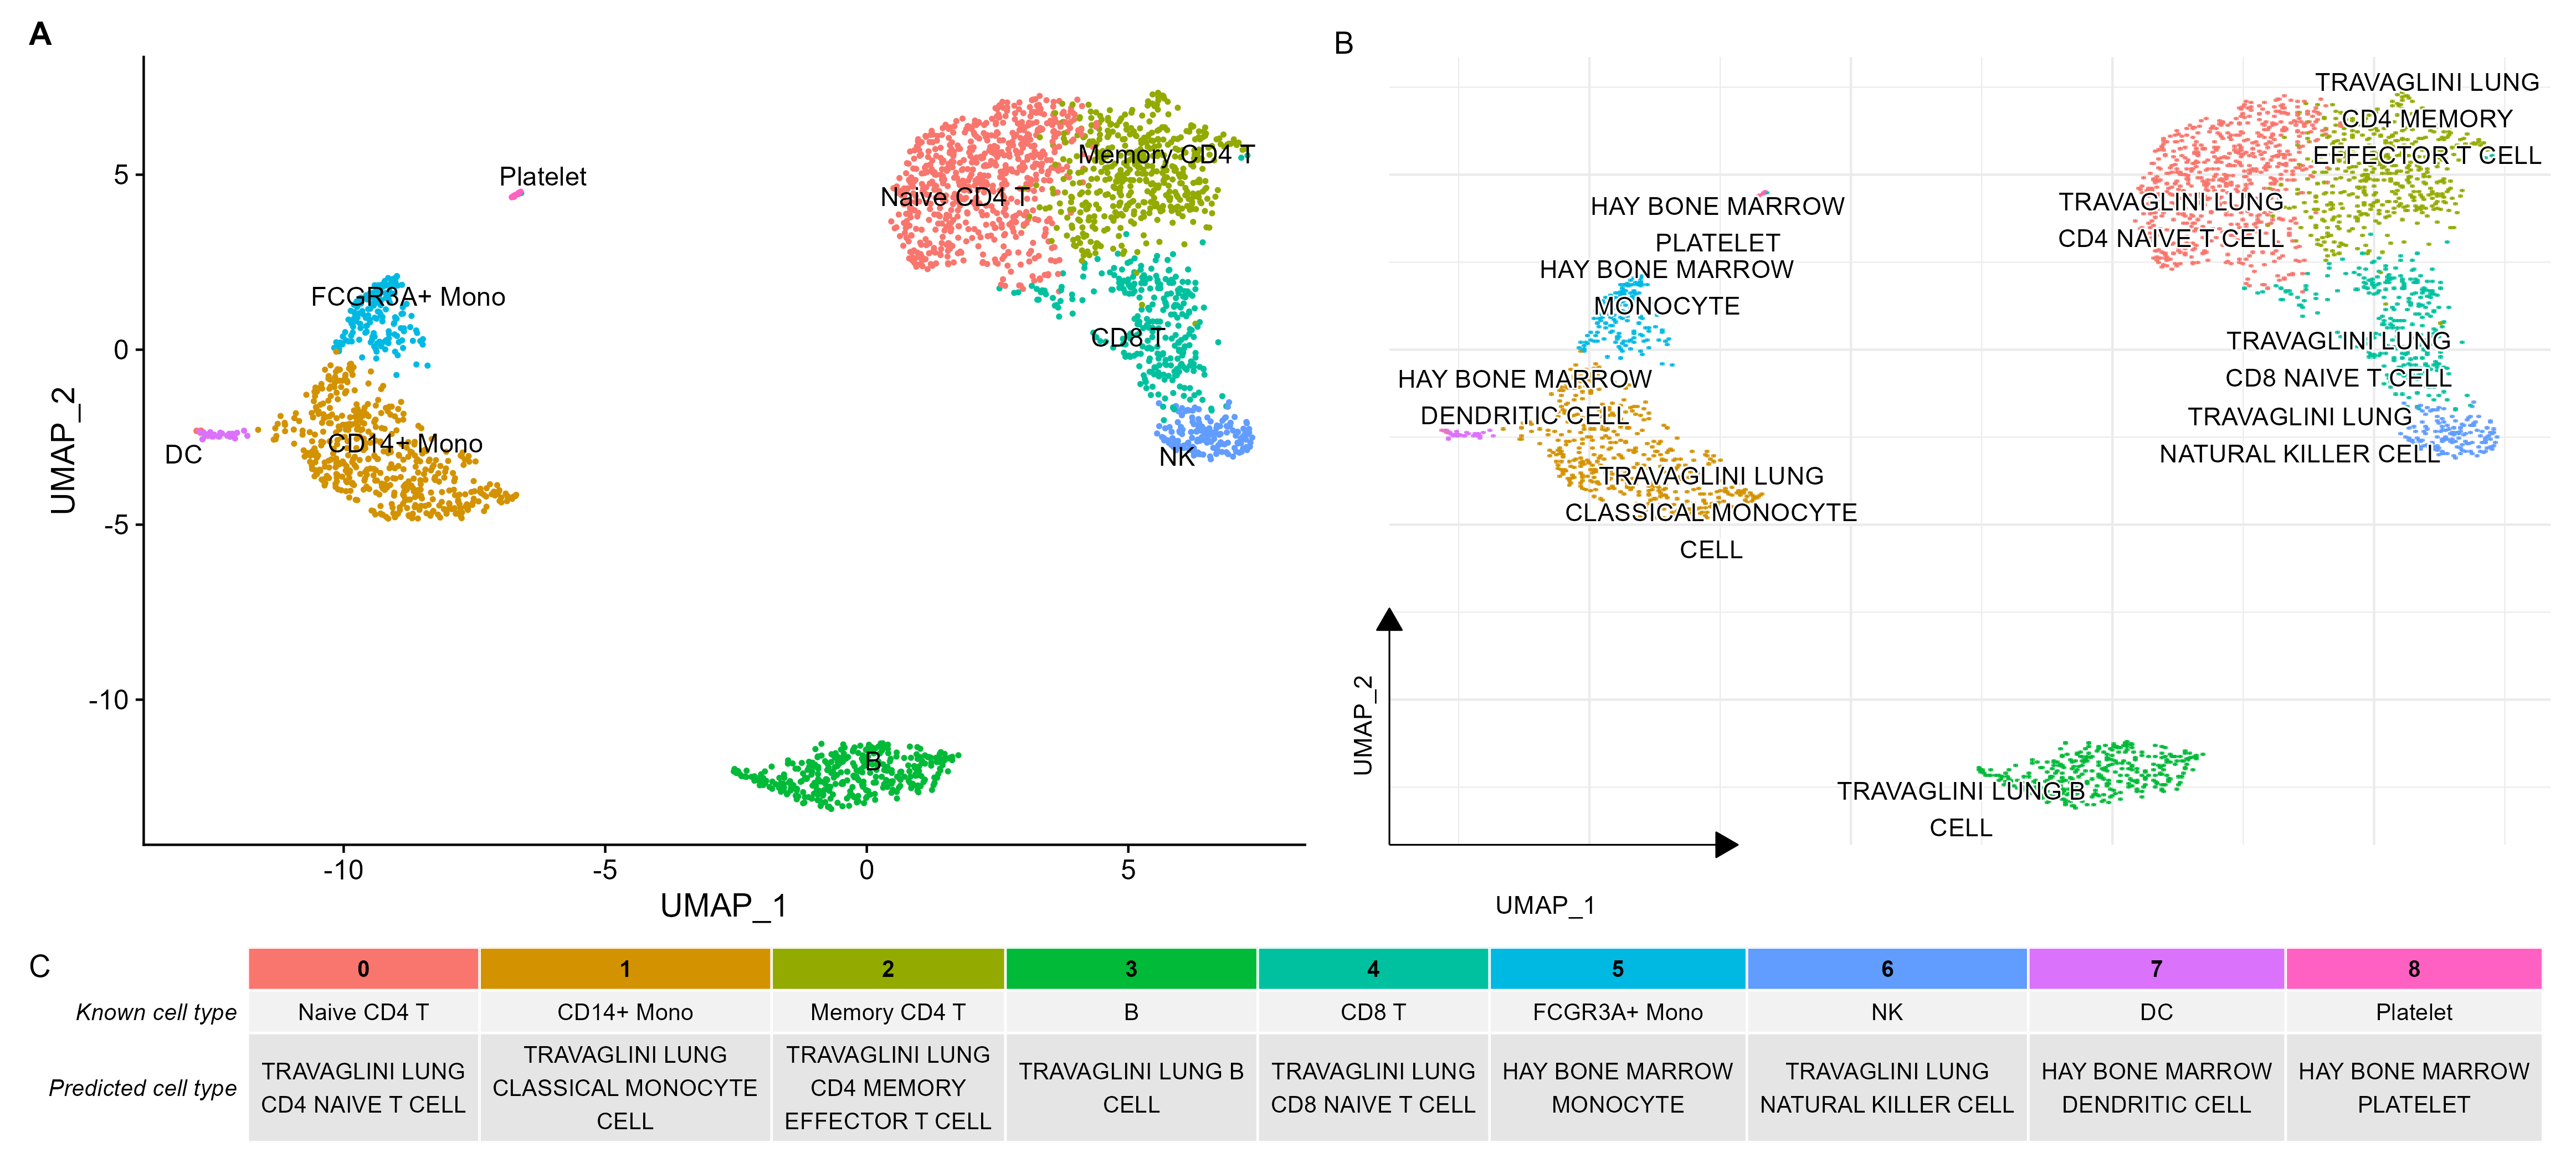 A
5
0
-5
-10
-10
-5
0
5
UMAP_1
UMAP_2
Platelet
Memory CD4 T
Naive CD4 T
FCGR3A+ Mono
CD8 T
CD14+ Mono
DC
NK
B
B
TRAVAGLINI LUNG
CD4 MEMORY
EFFECTOR T CELL
TRAVAGLINI LUNG
CD4 NAIVE T CELL
HAY BONE MARROW
PLATELET
HAY BONE MARROW
MONOCYTE
TRAVAGLINI LUNG
CD8 NAIVE T CELL
HAY BONE MARROW
DENDRITIC CELL
TRAVAGLINI LUNG
NATURAL KILLER CELL
TRAVAGLINI LUNG
CLASSICAL MONOCYTE
CELL
TRAVAGLINI LUNG B
CELL
UMAP_2
UMAP_1
C
0 1 2 3 4 5 6 7 8
Known cell type
Naive CD4 T
CD14+ Mono
Memory CD4 T
B
CD8 T
FCGR3A+ Mono
NK
DC
Platelet
Predicted cell type
TRAVAGLINI LUNG
CD4 NAIVE T CELL
TRAVAGLINI LUNG
CLASSICAL MONOCYTE
CELL
TRAVAGLINI LUNG
CD4 MEMORY
EFFECTOR T CELL
TRAVAGLINI LUNG B
CELL
TRAVAGLINI LUNG
CD8 NAIVE T CELL
HAY BONE MARROW
MONOCYTE
TRAVAGLINI LUNG
NATURAL KILLER CELL
HAY BONE MARROW
DENDRITIC CELL
HAY BONE MARROW
PLATELET